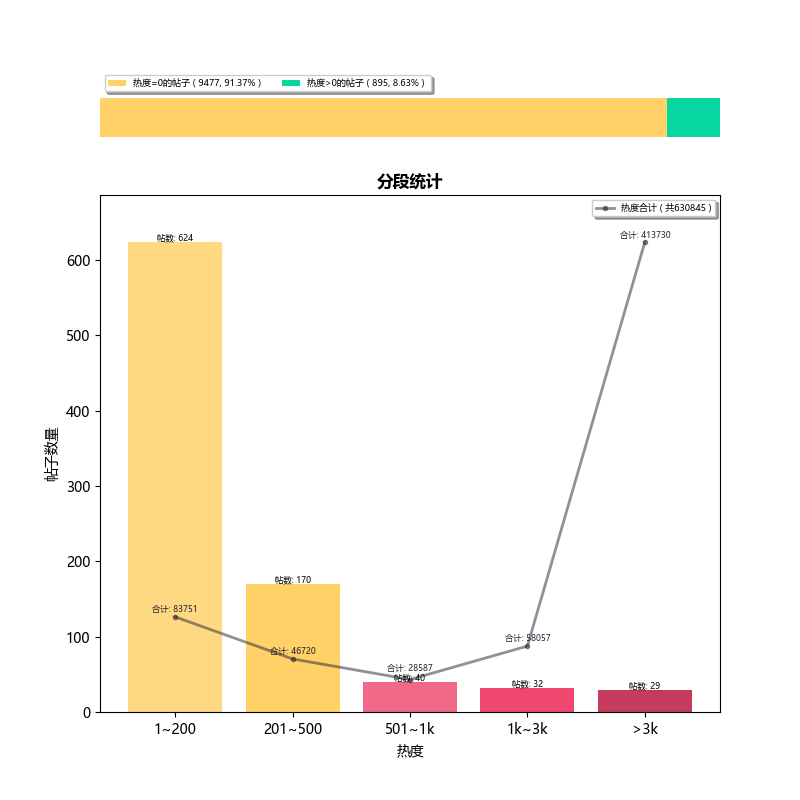 热度=0的帖子 ( 9477, 91.37% )
热度>0的帖子 ( 895, 8.63% )
分段统计
热度合计 ( 共630845 )
合计: 413730
帖数: 624
帖数: 170
合计: 83751
合计: 46720
合计: 28587
合计: 58057
帖数: 40
帖数: 32
帖数: 29
帖子数量
600
500
400
300
200
100
0
1~200
201~500
501~1k
1k~3k
>3k
热度